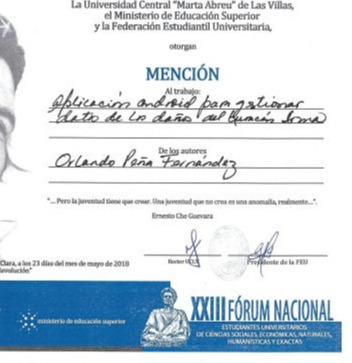 La Universidad Central "Marta Abreu" de Las Villas,
el Ministerio de Educación Superior
y la Federación Estudiantil Universitaria,
otorgan
MENCIÓN
Al trabajo:
Aplicación android para gestionar
datos de los daños del Huracán Irma
De los autores
Orlando Peña Fernández
"... Pero la juventud tiene que crear. Una juventud que no crea es una anomalía, realmente...".
Ernesto Che Guevara
Clara, a los 23 días del mes de mayo de 2018
Revolución"
Rector UCLV
Presidente de la FEU
ministerio de educación superior
XXIII FÓRUM NACIONAL
ESTUDIANTES UNIVERSITARIOS
DE CIENCIAS SOCIALES, ECONÓMICAS, NATURALES,
HUMANÍSTICAS Y EXACTAS